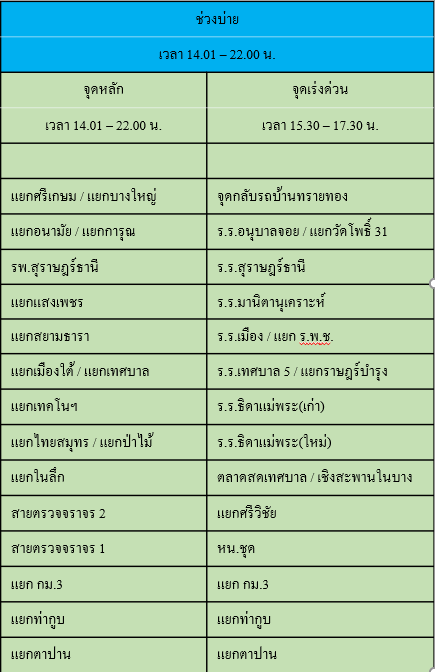 ช่วงบ่าย
เวลา 14.01 – 22.00 น.
จุดหลัก จุดเร่งด่วน
เวลา 14.01 – 22.00 น. เวลา 15.30 – 17.30 น.
แยกศรีเกษม / แยกบางใหญ่ จุดกลับรถบ้านทรายทอง
แยกอนามัย / แยกการุณ ร.ร.อนุบาลจอย / แยกวัดโพธิ์ 31
รพ.สุราษฎร์ธานี ร.ร.สุราษฎร์ธานี
แยกแสงเพชร ร.ร.มานิตานุเคราะห์
แยกสยามธารา ร.ร.เมือง / แยก ร.พ.ช.
แยกเมืองใต้ / แยกเทศบาล ร.ร.เทศบาล 5 / แยกราษฎร์บำรุง
แยกเทคโนฯ ร.ร.ธิดาแม่พระ(เก่า)
แยกไทยสมุทร / แยกป่าไม้ ร.ร.ธิดาแม่พระ(ใหม่)
แยกในลึก ตลาดสดเทศบาล / เชิงสะพานในบาง
สายตรวจจราจร 2 แยกศรีวิชัย
สายตรวจจราจร 1 หน.ชุด
แยก กม.3 แยก กม.3
แยกท่ากูบ แยกท่ากูบ
แยกตาปาน แยกตาปาน